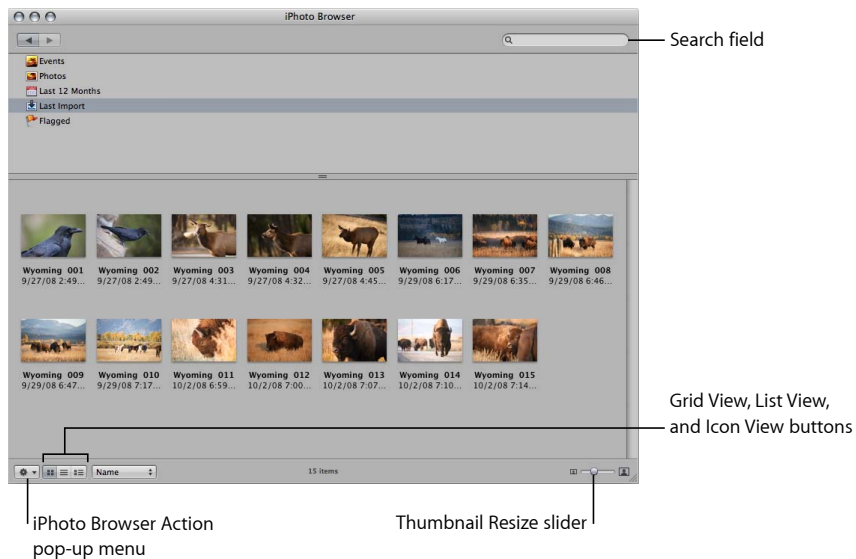 iPhoto Browser
Search field
Events
Photos
Last 12 Months
Last Import
Flagged
Wyoming 001 Wyoming 002 Wyoming 003 Wyoming 004 Wyoming 005 Wyoming 006 Wyoming 007 Wyoming 008
9/27/08 2:49... 9/27/08 2:49... 9/27/08 4:31... 9/27/08 4:32... 9/27/08 4:45... 9/29/08 6:17... 9/29/08 6:35... 9/29/08 6:46...
Wyoming 009 Wyoming 010 Wyoming 011 Wyoming 012 Wyoming 013 Wyoming 014 Wyoming 015
9/29/08 6:47... 9/29/08 7:17... 10/2/08 6:59... 10/2/08 7:00... 10/2/08 7:07... 10/2/08 7:10... 10/2/08 7:14...
Grid View, List View,
and Icon View buttons
Name
15 items
iPhoto Browser Action
pop-up menu
Thumbnail Resize slider